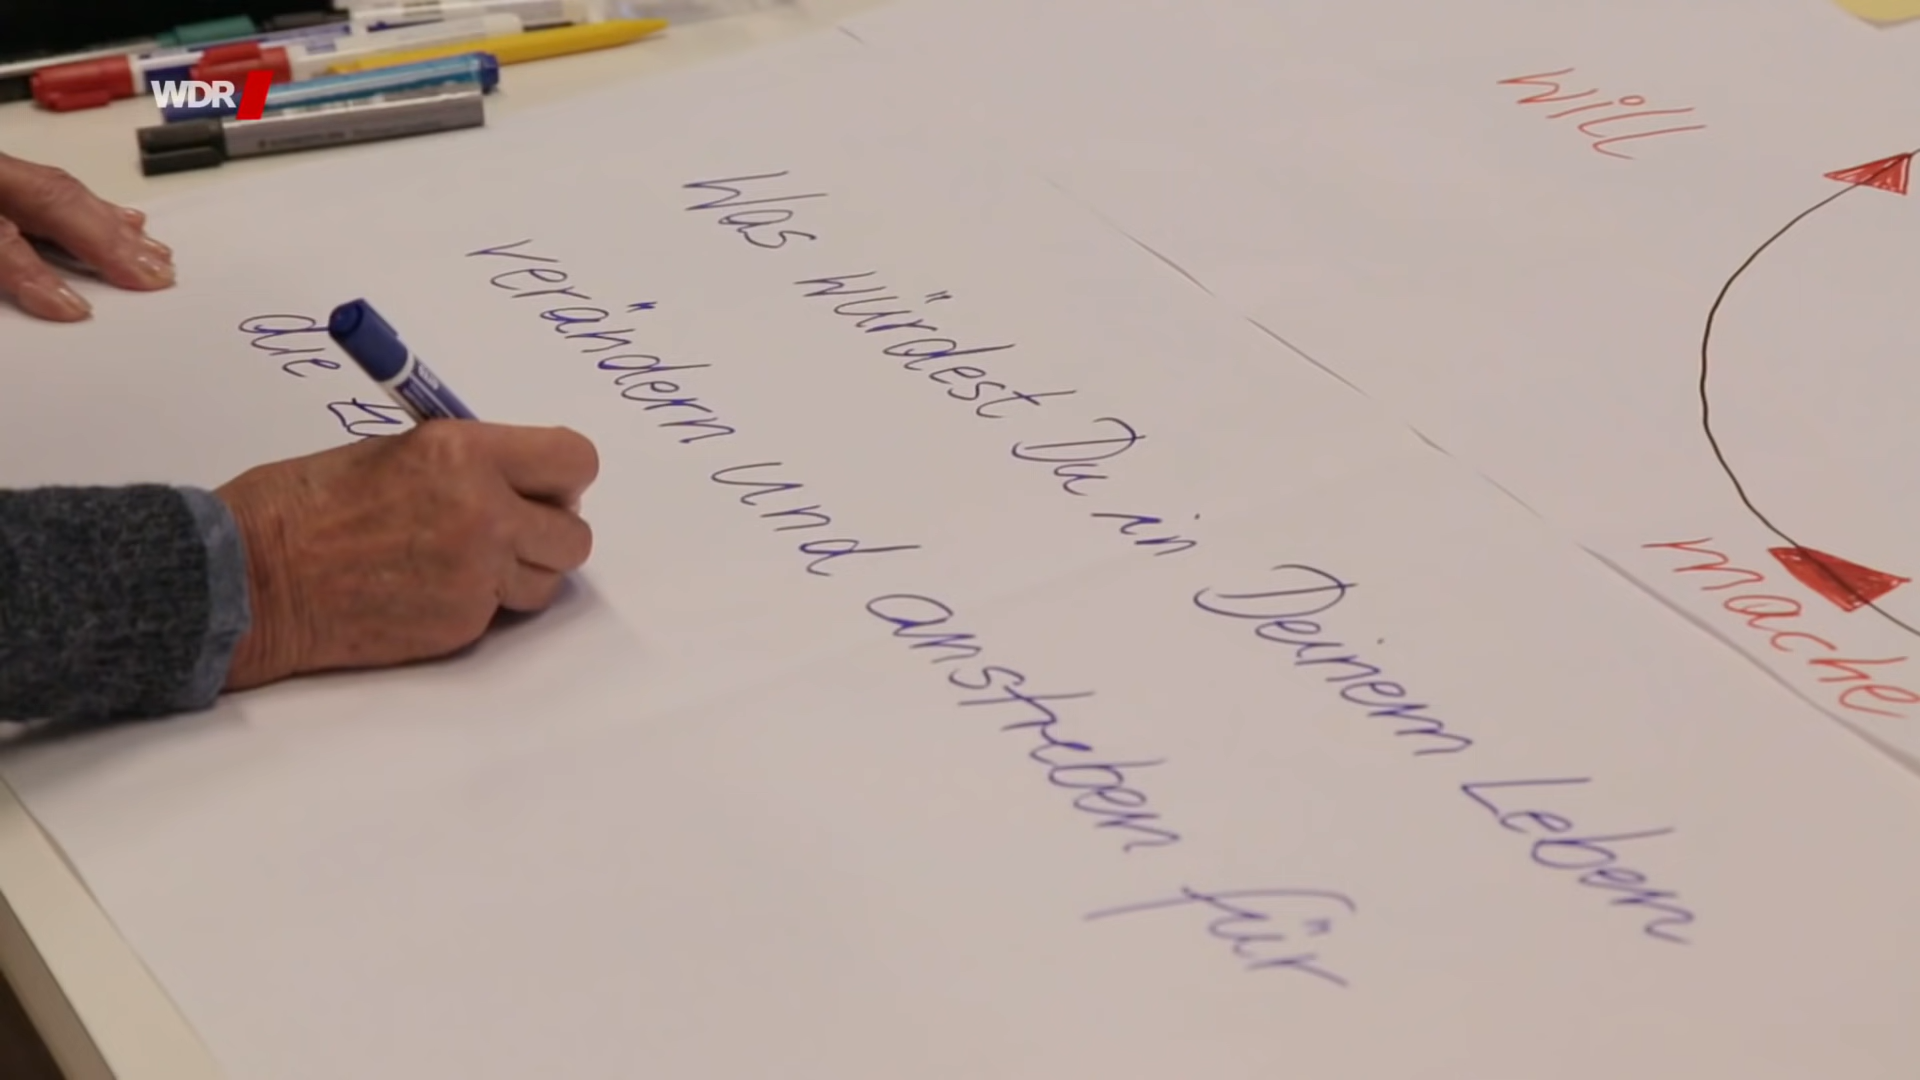 WDR
Was würdest Du in Deinem Leben
verändern und anstreben für
die
will
mache